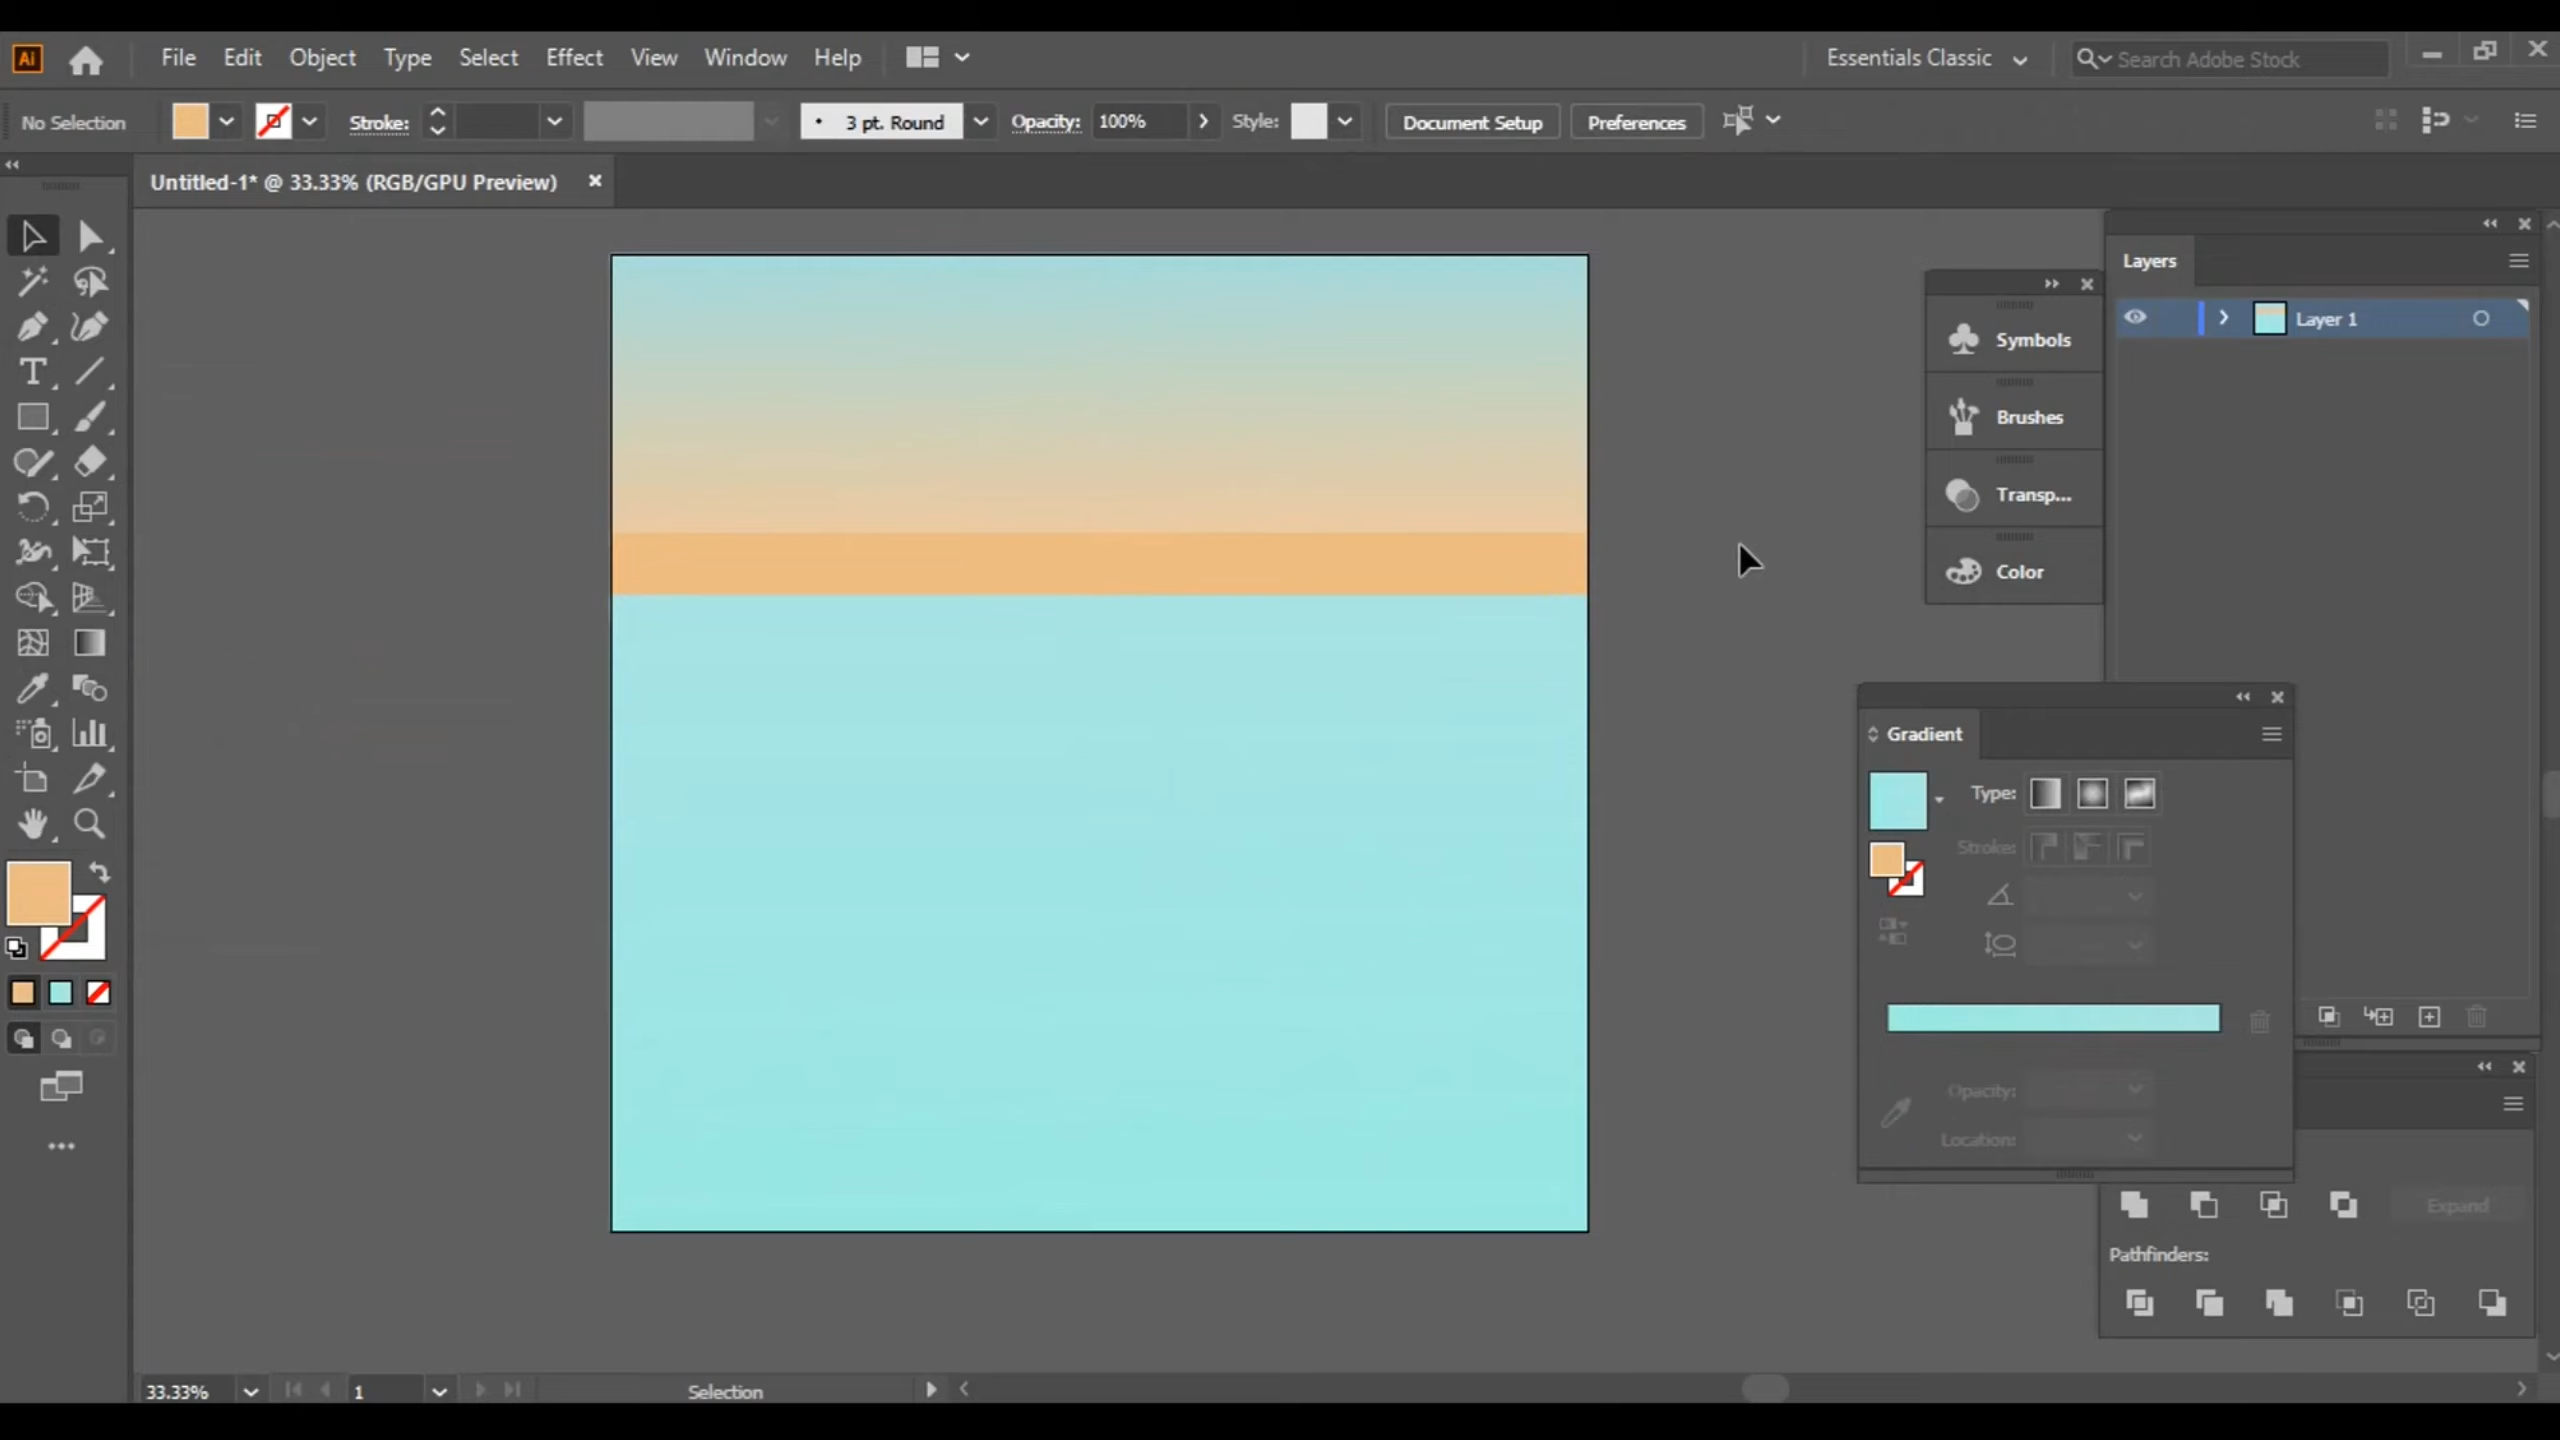 Ai File Edit Object Type Select Effect View Window Help Essentials Classic Search Adobe Stock
No Selection Stroke: 3 pt. Round Opacity: 100% Style: Document Setup Preferences
Untitled-1* @ 33.33% (RGB/GPU Preview)
Layers
Layer 1
Symbols
Brushes
Transp...
Color
Gradient
Type:
Stroke:
Opacity:
Location:
Expand
Pathfinders:
33.33% 1 Selection